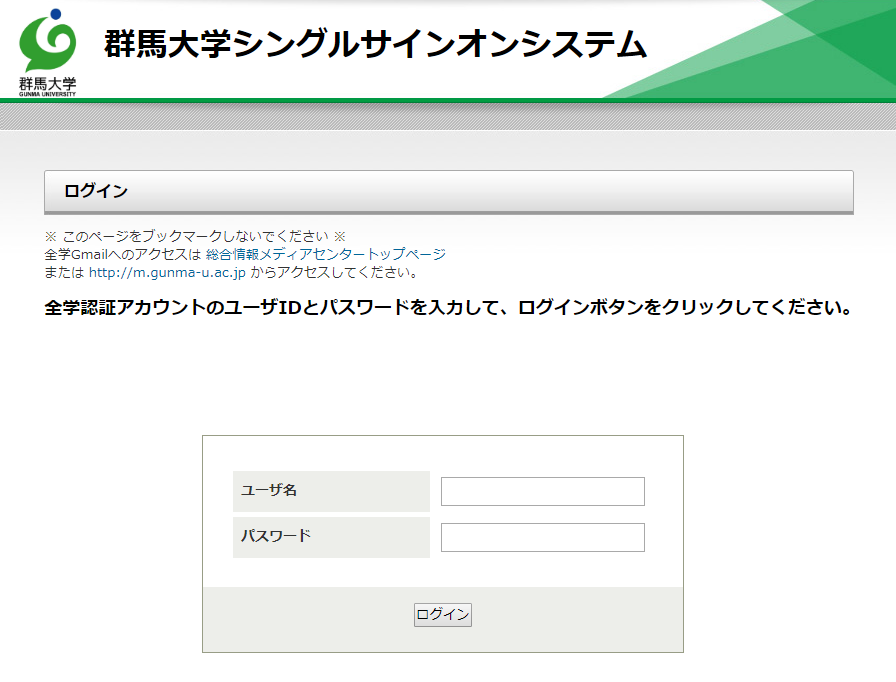 群馬大学
GUNMA UNIVERSITY
群馬大学シングルサインオンシステム
ログイン
※ このページをブックマークしないでください ※
全学Gmailへのアクセスは 総合情報メディアセンタートップページ
または http://m.gunma-u.ac.jp からアクセスしてください。
全学認証アカウントのユーザIDとパスワードを入力して、ログインボタンをクリックしてください。
ユーザ名
パスワード
ログイン